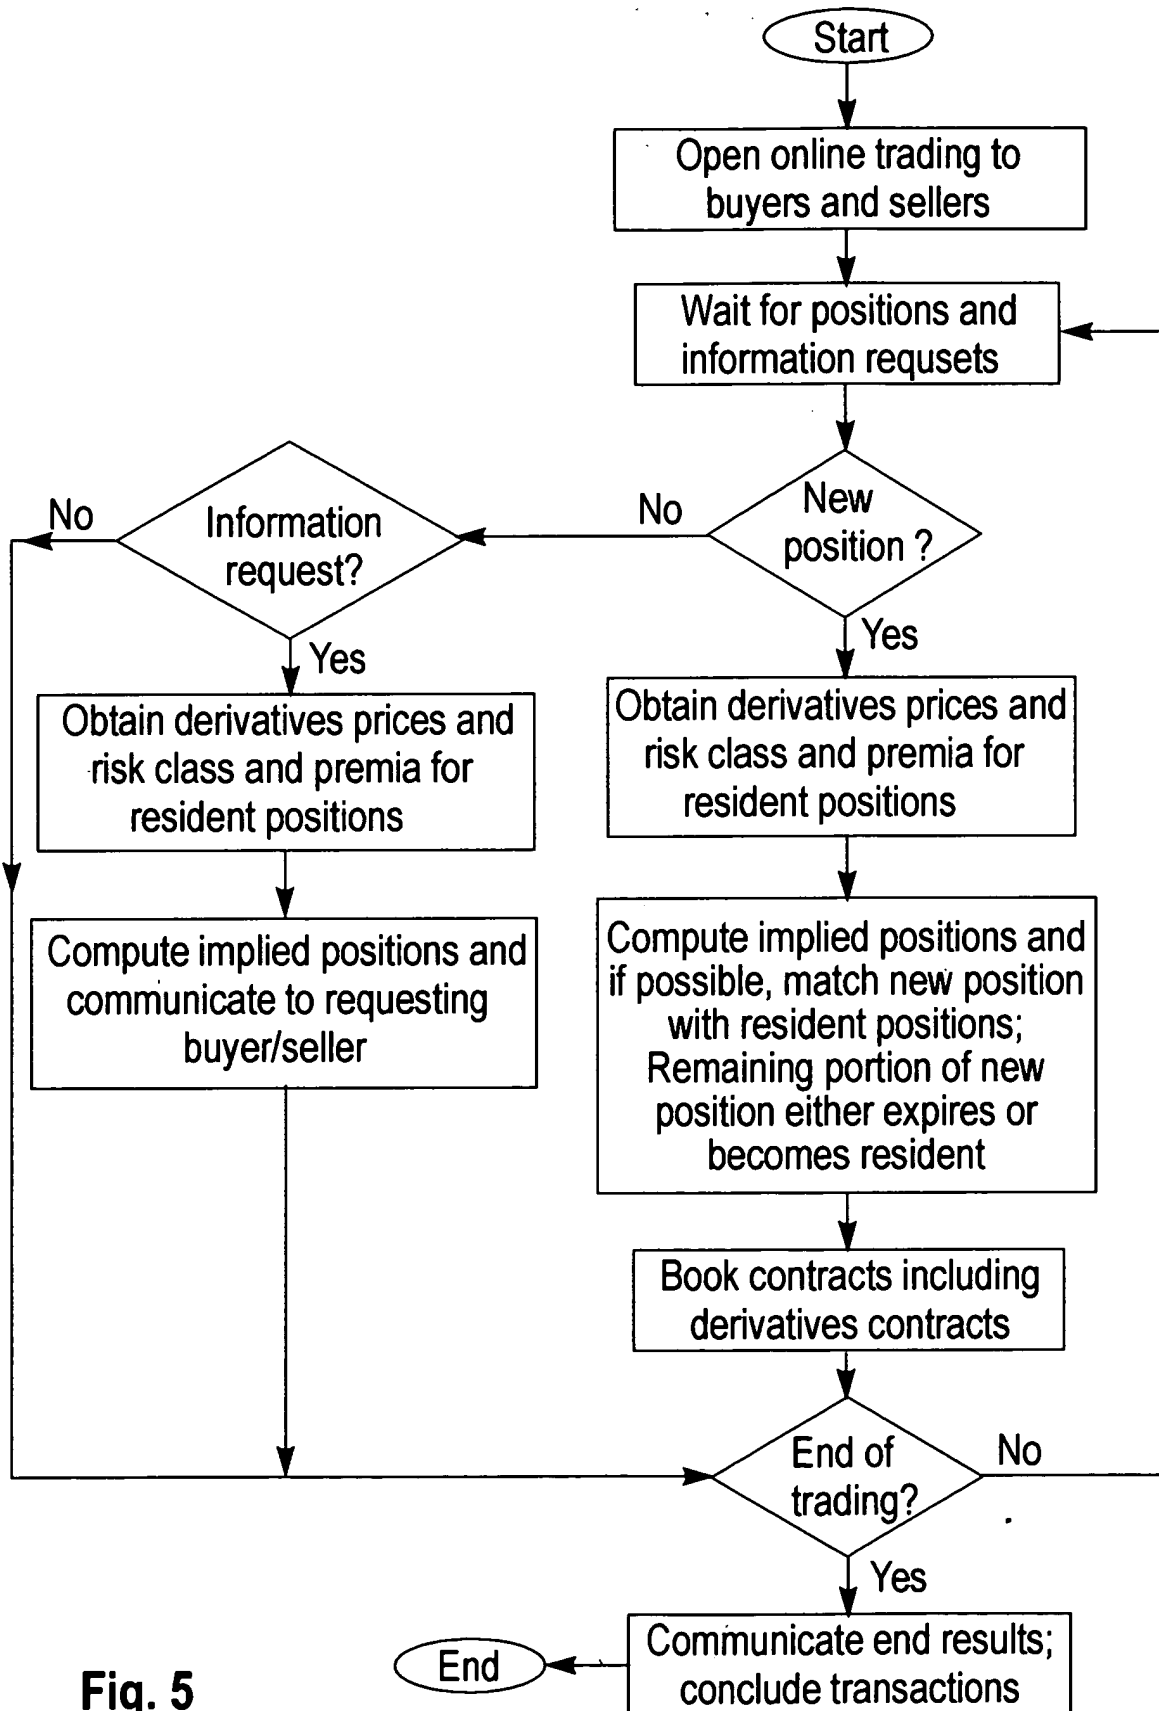 Start
Open online trading to
buyers and sellers
Wait for positions and
information requsets
New
position ?
No
Information
request?
No
Yes
Yes
Obtain derivatives prices and
risk class and premia for
resident positions
Obtain derivatives prices and
risk class and premia for
resident positions
Compute implied positions and
communicate to requesting
buyer/seller
Compute implied positions and
if possible, match new position
with resident positions;
Remaining portion of new
position either expires or
becomes resident
Book contracts including
derivatives contracts
End of
trading?
No
Yes
Communicate end results;
conclude transactions
End
Fig. 5